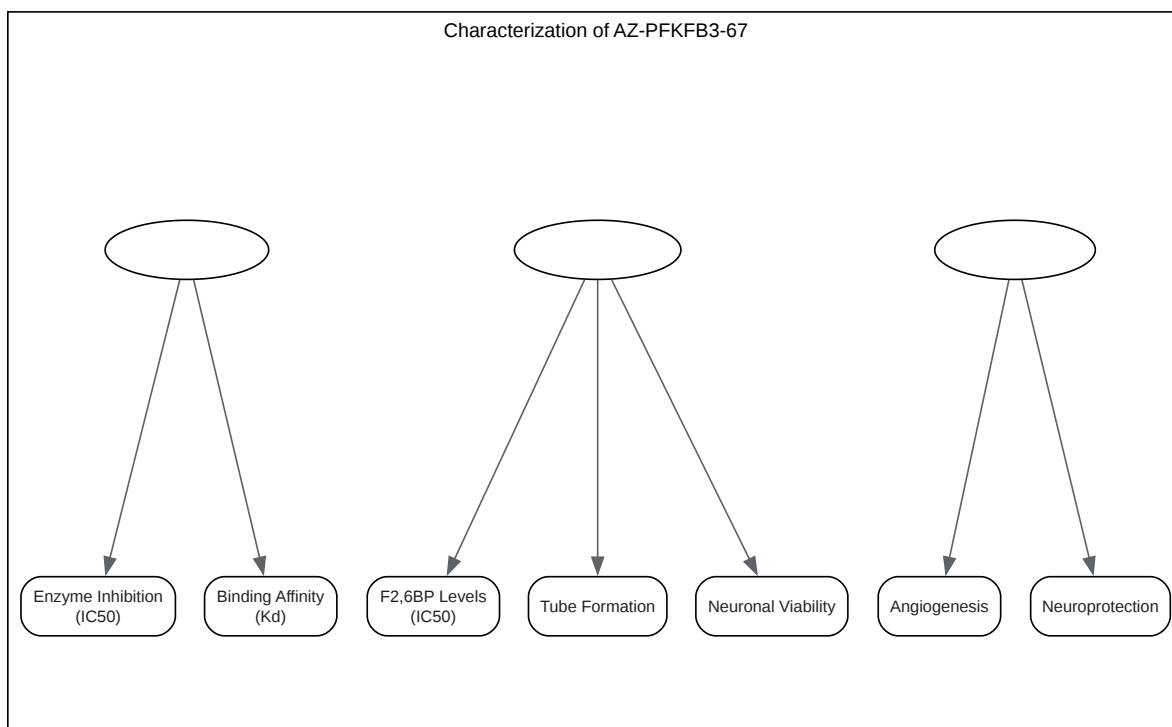 Characterization of AZ-PFKFB3-67
Enzyme Inhibition
(IC50)
Binding Affinity
(Kd)
F2,6BP Levels
(IC50)
Tube Formation
Neuronal Viability
Angiogenesis
Neuroprotection